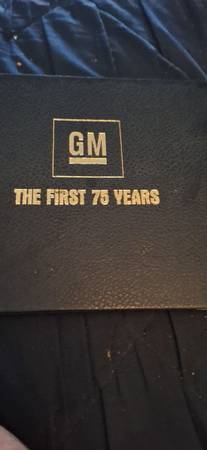 GM
THE FIRST 75 YEARS